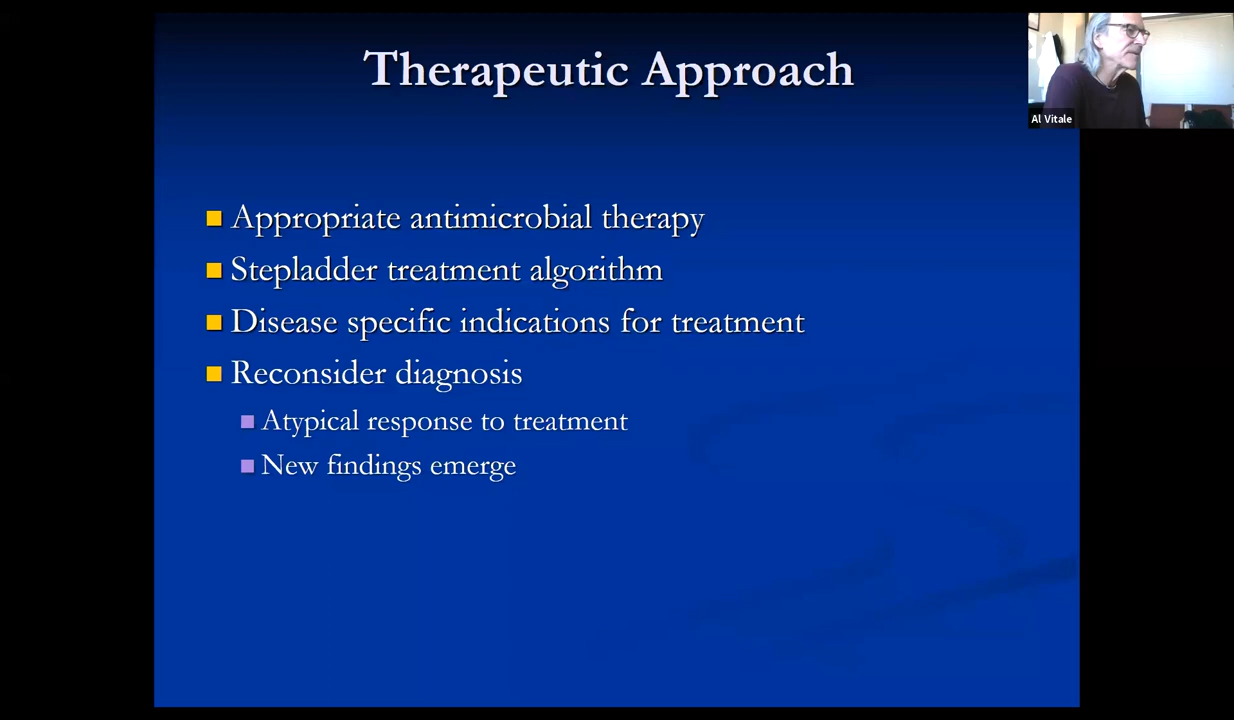 Therapeutic Approach
Al Vitale
Appropriate antimicrobial therapy
Stepladder treatment algorithm
Disease specific indications for treatment
Reconsider diagnosis
Atypical response to treatment
New findings emerge